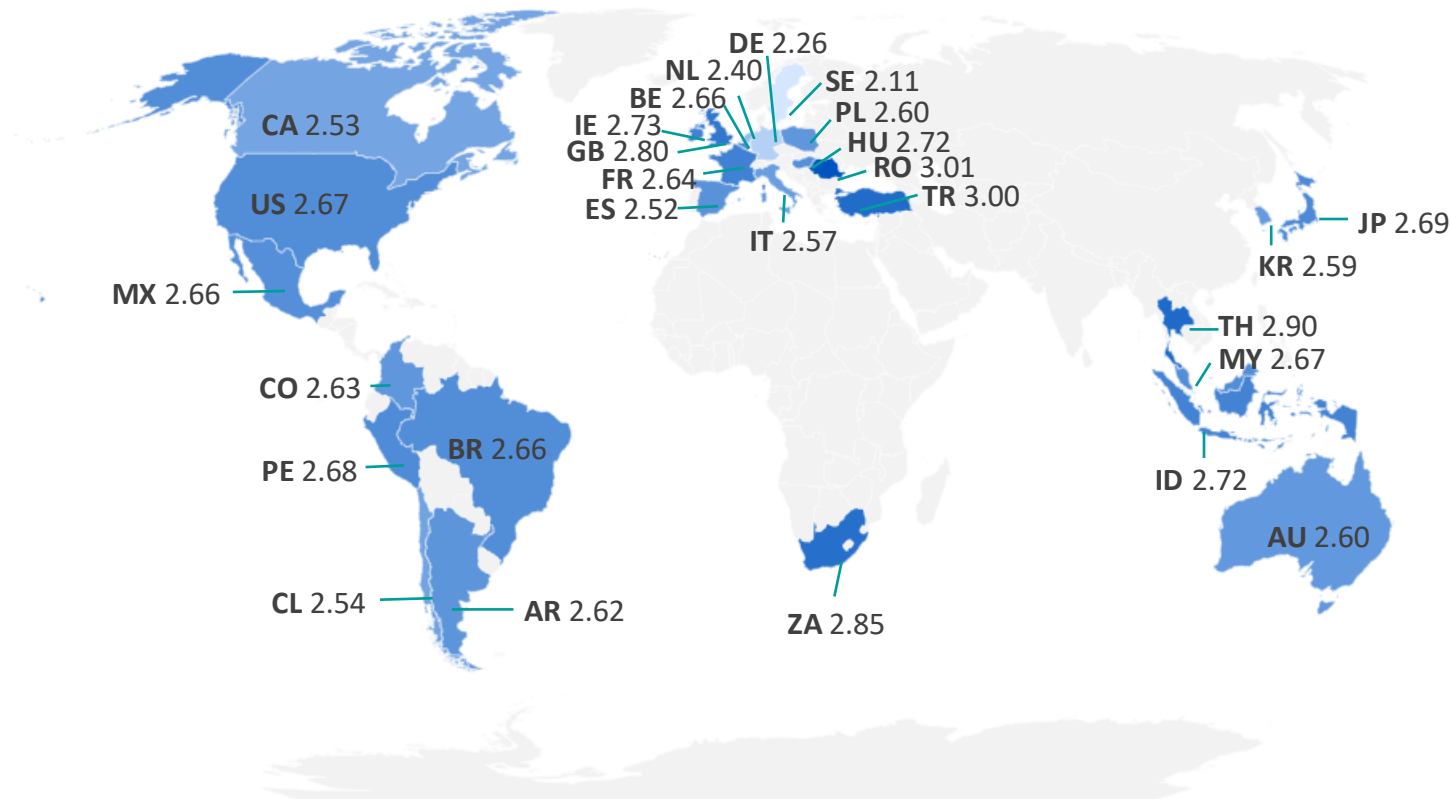 DE 2.26
NL 2.40
SE 2.11
BE 2.66
PL 2.60
IE 2.73
HU 2.72
GB 2.80
RO 3.01
FR 2.64
TR 3.00
ES 2.52
IT 2.57
CA 2.53
US 2.67
MX 2.66
JP 2.69
KR 2.59
TH 2.90
MY 2.67
CO 2.63
BR 2.66
PE 2.68
ID 2.72
AU 2.60
CL 2.54
AR 2.62
ZA 2.85